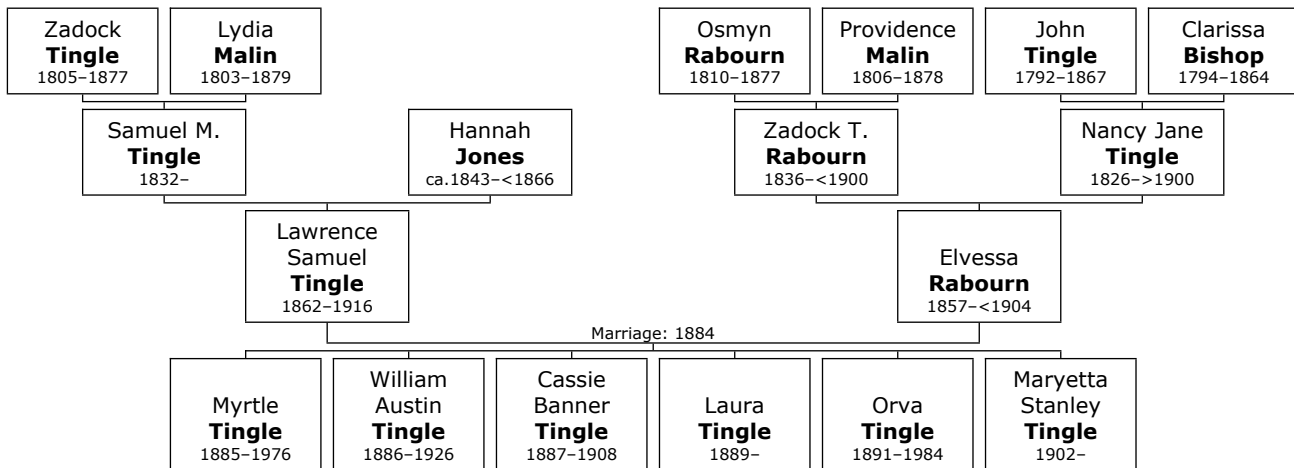 Zadock
Tingle
1805–1877
Lydia
Malin
1803–1879
Osmyn
Rabourn
1810–1877
Providence
Malin
1806–1878
John
Tingle
1792–1867
Clarissa
Bishop
1794–1864
Samuel M.
Tingle
1832–
Hannah
Jones
ca.1843–<1866
Zadock T.
Rabourn
1836–<1900
Nancy Jane
Tingle
1826–>1900
Lawrence
Samuel
Tingle
1862–1916
Elvessa
Rabourn
1857–<1904
Marriage: 1884
Myrtle
Tingle
1885–1976
William
Austin
Tingle
1886–1926
Cassie
Banner
Tingle
1887–1908
Laura
Tingle
1889–
Orva
Tingle
1891–1984
Maryetta
Stanley
Tingle
1902–